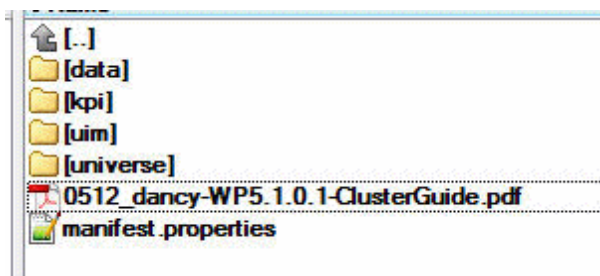 [..]
[data]
[kpi]
[uim]
[universe]
0512_dancy-WP5.1.0.1-ClusterGuide.pdf
manifest.properties